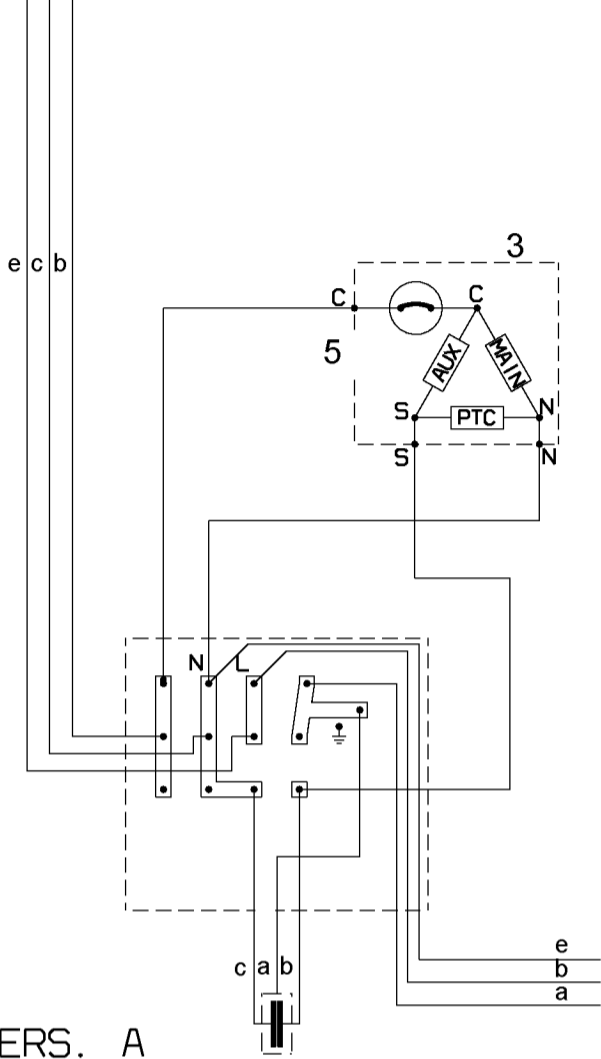 3
e c b
C C
5
AUX MAIN
S PTC N
S N
N L
e
c a b
b
a
ERS. A